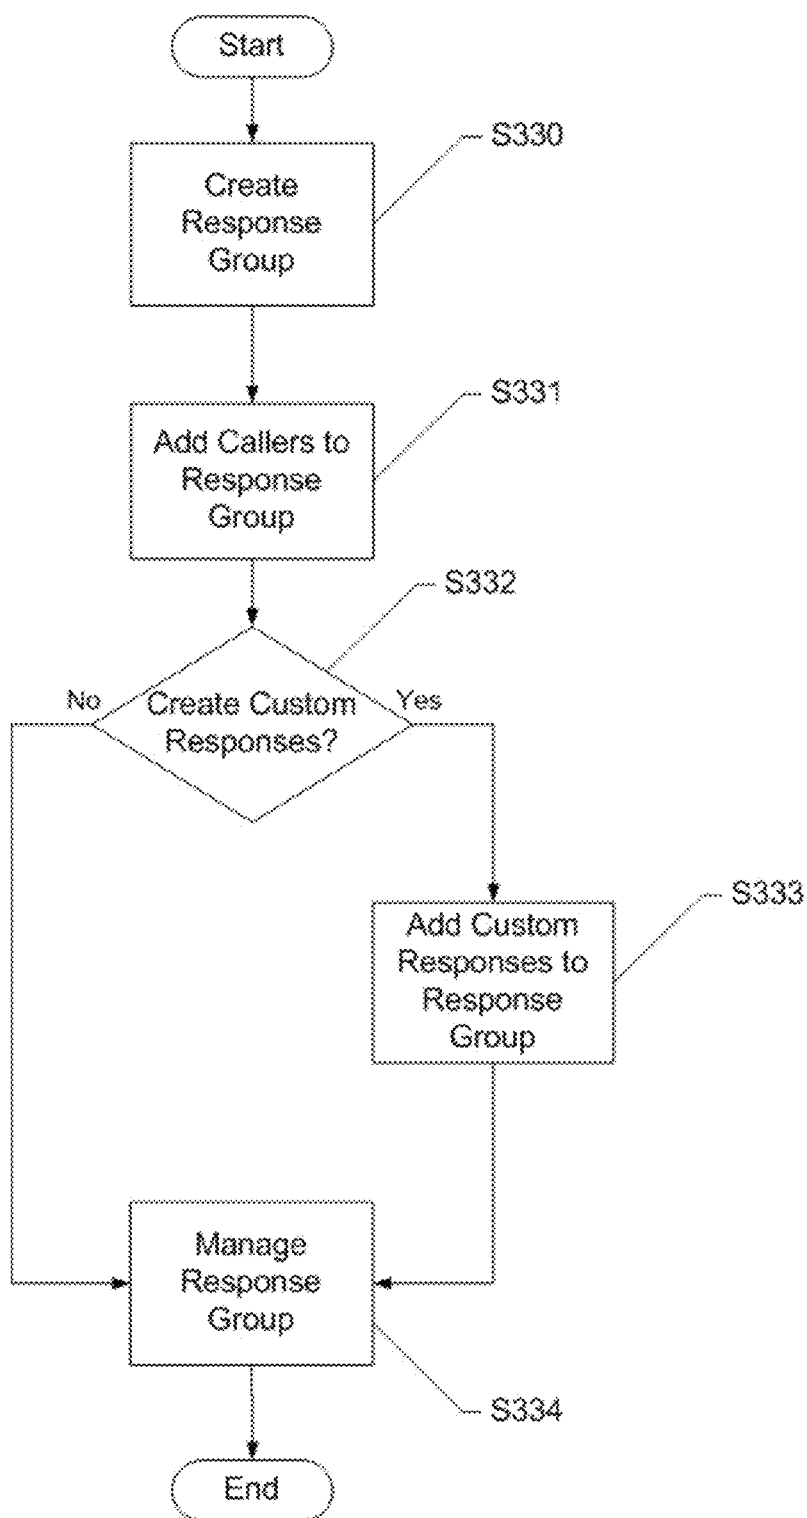 Start
S330
Create
Response
Group
S331
Add Callers to
Response
Group
S332
No
Yes
Create Custom
Responses?
S333
Add Custom
Responses to
Response
Group
Manage
Response
Group
S334
End